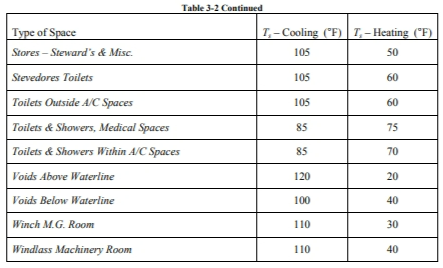 Table 3-2 Continued
Type of Space Ts – Cooling (°F) Ts – Heating (°F)
Stores – Steward's & Misc. 105 50
Stevedores Toilets 105 60
Toilets Outside A/C Spaces 105 60
Toilets & Showers, Medical Spaces 85 75
Toilets & Showers Within A/C Spaces 85 70
Voids Above Waterline 120 20
Voids Below Waterline 100 40
Winch M.G. Room 110 30
Windlass Machinery Room 110 40